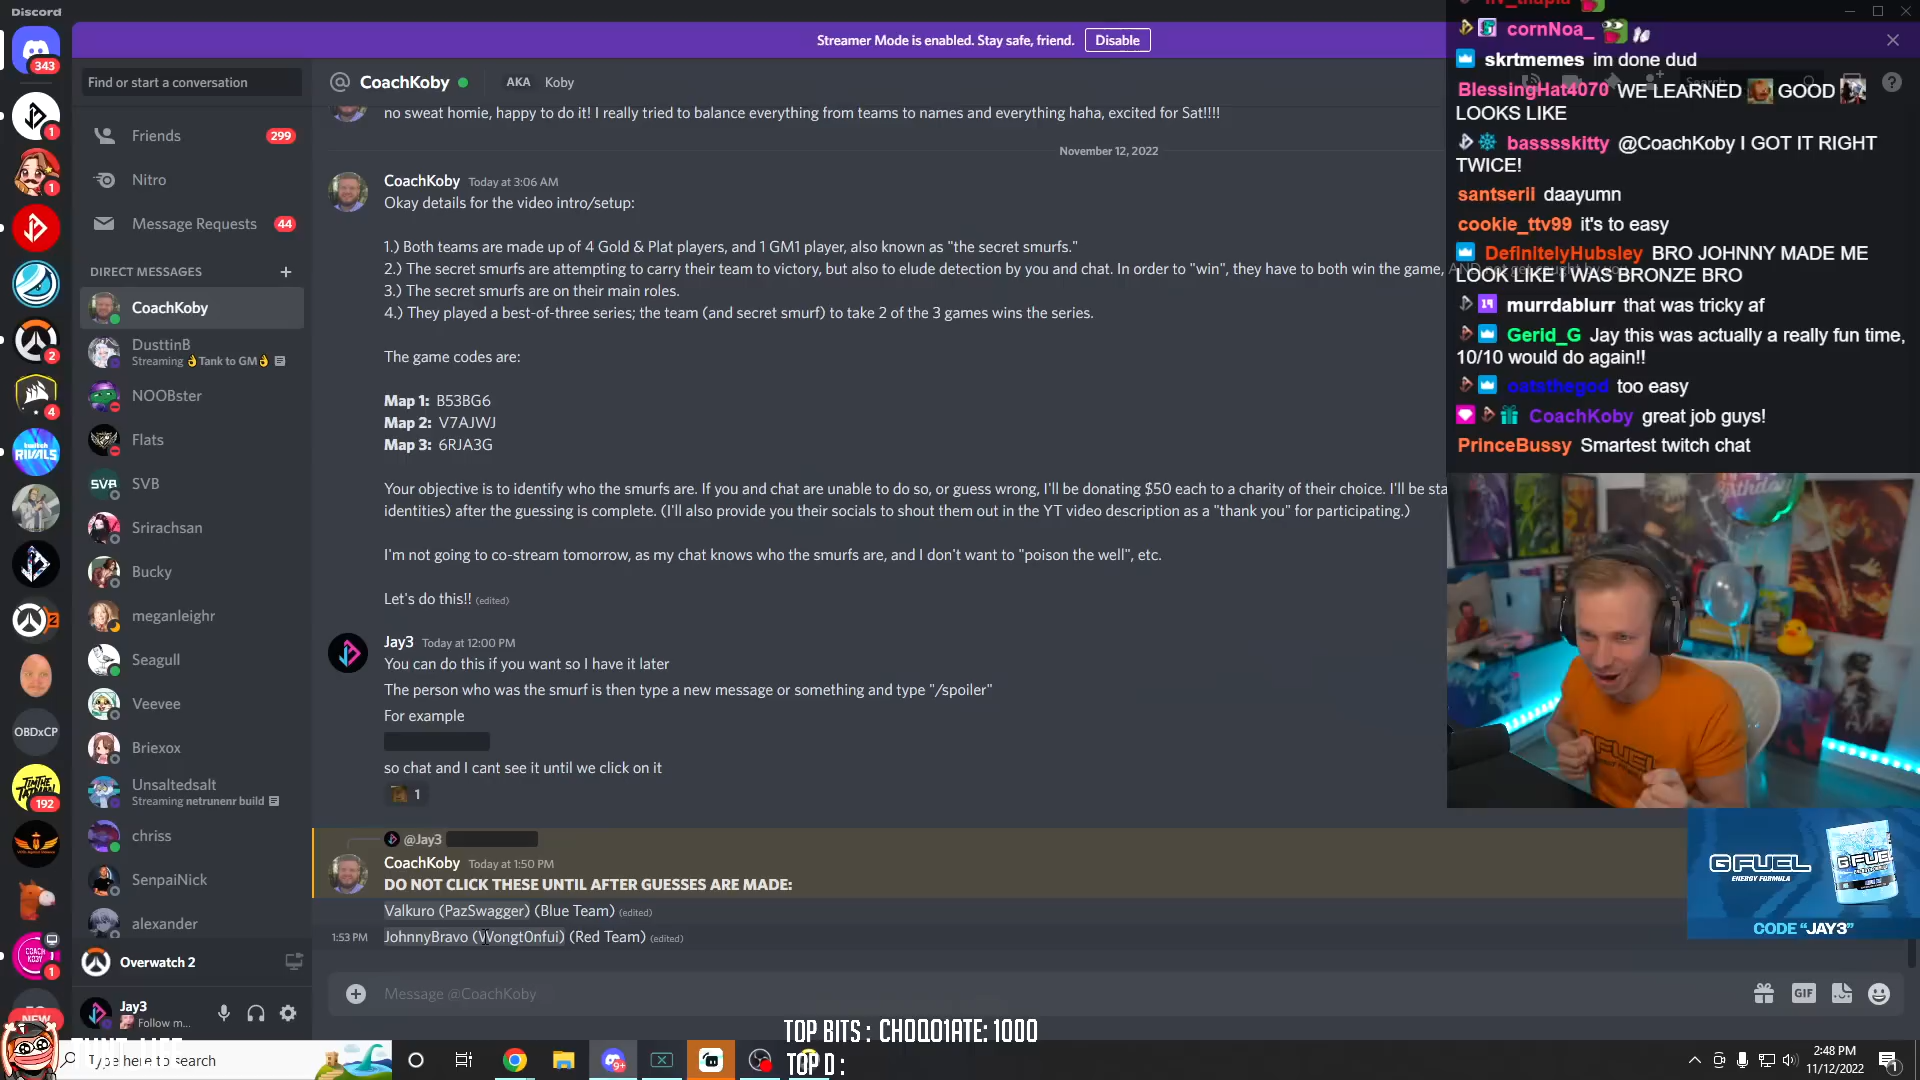 Discord
Streamer Mode is enabled. Stay safe, friend. Disable
343
Find or start a conversation
Friends 299
Nitro
Message Requests 44
DIRECT MESSAGES
CoachKoby
DusttinB
Streaming 👌Tank to GM👌
NOOBster
Flats
SVB
Srirachsan
Bucky
meganleighr
Seagull
Veevee
Briexox
Unsaltedsalt
Streaming netrunenr build
chriss
SenpaiNick
alexander
Overwatch 2
Jay3
Follow m...
1
1
2
4
RIVALS
OBDxCP
192
1
NEW
CoachKoby AKA Koby
Search
no sweat homie, happy to do it! I really tried to balance everything from teams to names and everything haha, excited for Sat!!!!
November 12, 2022
CoachKoby Today at 3:06 AM
Okay details for the video intro/setup:
1.) Both teams are made up of 4 Gold & Plat players, and 1 GM1 player, also known as "the secret smurfs."
2.) The secret smurfs are attempting to carry their team to victory, but also to elude detection by you and chat. In order to "win", they have to both win the game,
3.) The secret smurfs are on their main roles.
4.) They played a best-of-three series; the team (and secret smurf) to take 2 of the 3 games wins the series.
The game codes are:
Map 1: B53BG6
Map 2: V7AJWJ
Map 3: 6RJA3G
Your objective is to identify who the smurfs are. If you and chat are unable to do so, or guess wrong, I'll be donating $50 each to a charity of their choice. I'll be sta
identities) after the guessing is complete. (I'll also provide you their socials to shout them out in the YT video description as a "thank you" for participating.)
I'm not going to co-stream tomorrow, as my chat knows who the smurfs are, and I don't want to "poison the well", etc.
Let's do this!! (edited)
Jay3 Today at 12:00 PM
You can do this if you want so I have it later
The person who was the smurf is then type a new message or something and type "/spoiler"
For example
so chat and I cant see it until we click on it
1
@Jay3
CoachKoby Today at 1:50 PM
DO NOT CLICK THESE UNTIL AFTER GUESSES ARE MADE:
Valkuro (PazSwagger) (Blue Team) (edited)
1:53 PM JohnnyBravo (WongtOnfui) (Red Team) (edited)
Message @CoachKoby
GIF
cornNoa_
skrtmemes im done dud
BlessingHat4070 WE LEARNED GOOD
LOOKS LIKE
basssskitty @CoachKoby I GOT IT RIGHT
TWICE!
santserii daayumn
cookie_ttv99 it's to easy
DefinitelyHubsley BRO JOHNNY MADE ME
LOOK LIKE I WAS BRONZE BRO
murrdablurr that was tricky af
Gerid_G Jay this was actually a really fun time,
10/10 would do again!!
oatsthegod too easy
CoachKoby great job guys!
PrinceBussy Smartest twitch chat
G FUEL
ENERGY FORMULA
CODE "JAY3"
TOP BITS : CH0Q01ATE: 1000
TOP D :
Type here to search
2:48 PM
11/12/2022